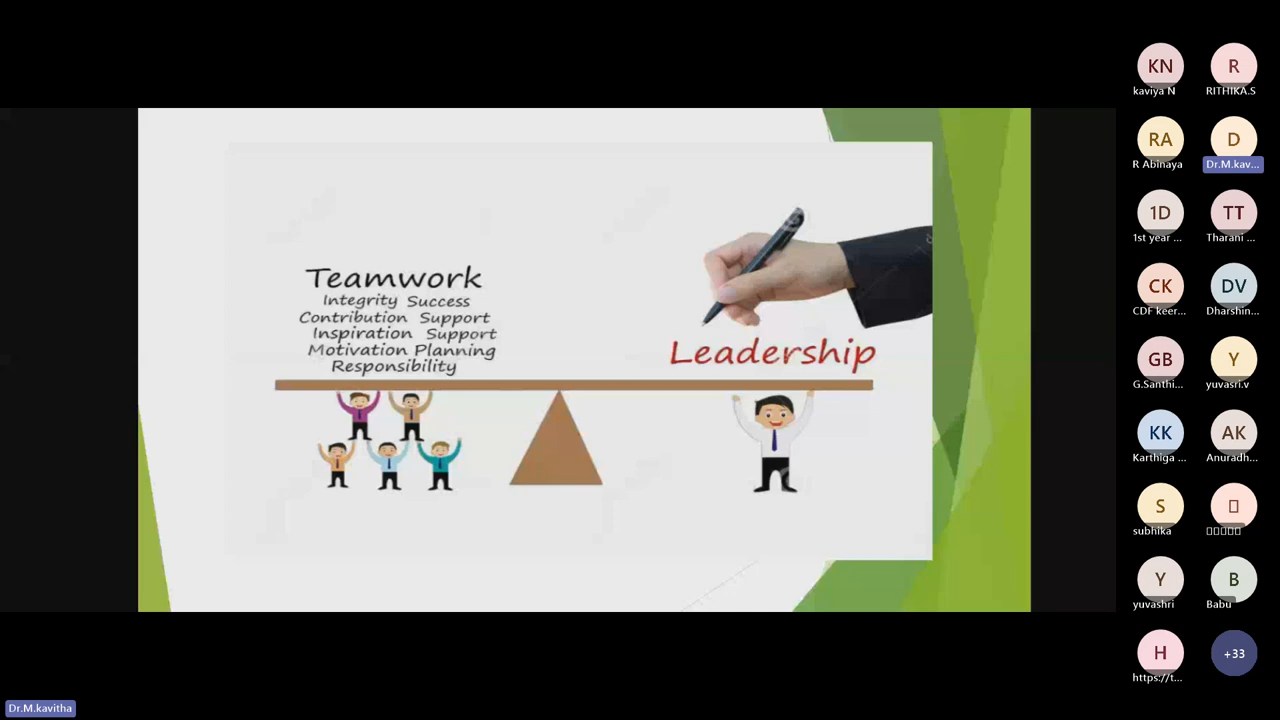 Teamwork
Integrity Success
Contribution Support
Inspiration Support
Motivation Planning
Responsibility
Leadership
KN
kaviya N
R
RITHIKA.S
RA
R Abinaya
D
Dr.M.kav...
1D
1st year ...
TT
Tharani ...
CK
CDF keer...
DV
Dharshin...
GB
G.Santhi...
Y
yuvasri.v
KK
Karthiga ...
AK
Anuradh...
S
subhika
Y
yuvashri
B
Babu
H
https://t...
+33
Dr.M.kavitha